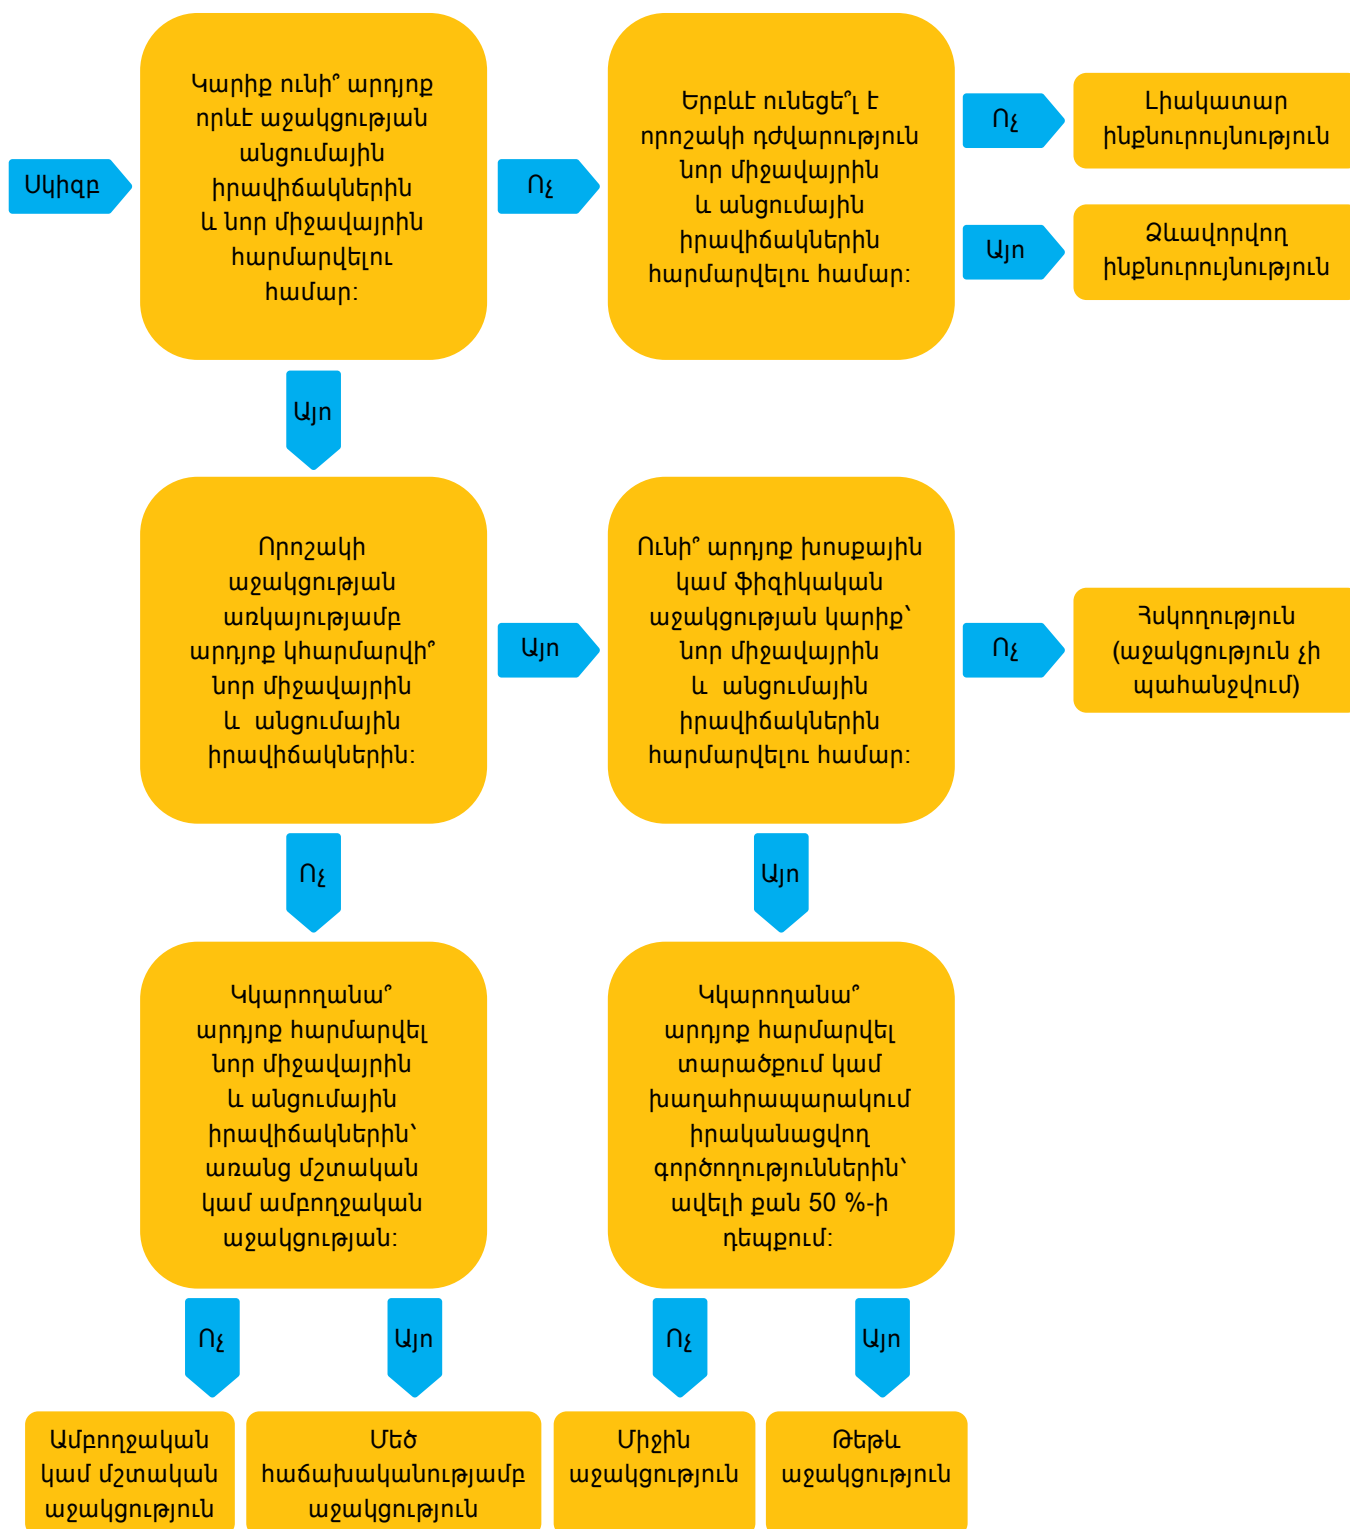 Սկիզբ
Կարիք ունի՞ արդյոք
որևէ աջակցության
անցումային
իրավիճակներին
և նոր միջավայրին
հարմարվելու
համար:
Ոչ
Երբևէ ունեցե՞լ է
որոշակի դժվարություն
նոր միջավայրին
և անցումային
իրավիճակներին
հարմարվելու համար:
Ոչ
Լիակատար
ինքնուրույնություն
Այո
Ձևավորվող
ինքնուրույնություն
Այո
Որոշակի
աջակցության
առկայությամբ
արդյոք կհարմարվի՞
նոր միջավայրին
և  անցումային
իրավիճակներին:
Այո
Ունի՞ արդյոք խոսքային
կամ ֆիզիկական
աջակցության կարիք՝
նոր միջավայրին
և  անցումային
իրավիճակներին
հարմարվելու համար:
Ոչ
Հսկողություն
(աջակցություն չի
պահանջվում)
Ոչ
Այո
Կկարողանա՞
արդյոք հարմարվել
նոր միջավայրին
և անցումային
իրավիճակներին՝
առանց մշտական
կամ ամբողջական
աջակցության:
Կկարողանա՞
արդյոք հարմարվել
տարածքում կամ
խաղահրապարակում
իրականացվող
գործողություններին՝
ավելի քան 50 %-ի
դեպքում:
Ոչ
Այո
Ոչ
Այո
Ամբողջական
կամ մշտական
աջակցություն
Մեծ
հաճախականությամբ
աջակցություն
Միջին
աջակցություն
Թեթև
աջակցություն